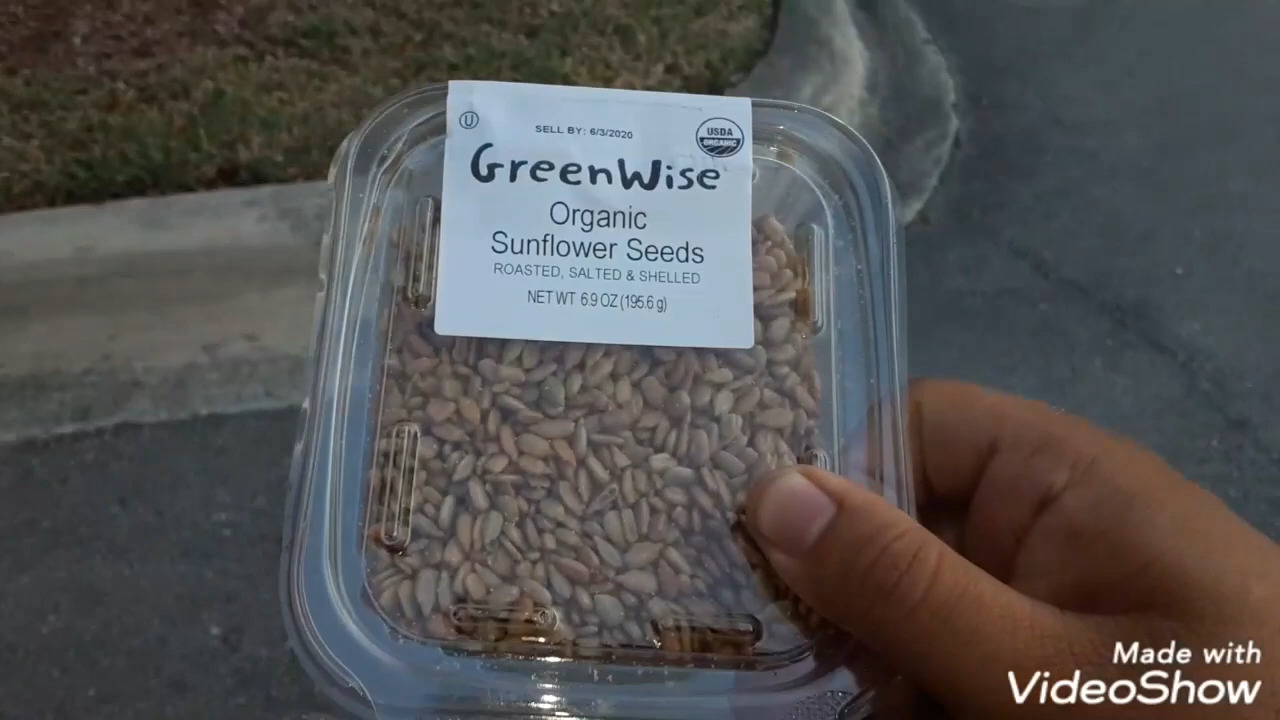 U
SELL BY: 6/3/2020
USDA
ORGANIC
GreenWise
Organic
Sunflower Seeds
ROASTED, SALTED & SHELLED
NET WT 6.9 OZ (195.6 g)
Made with
VideoShow